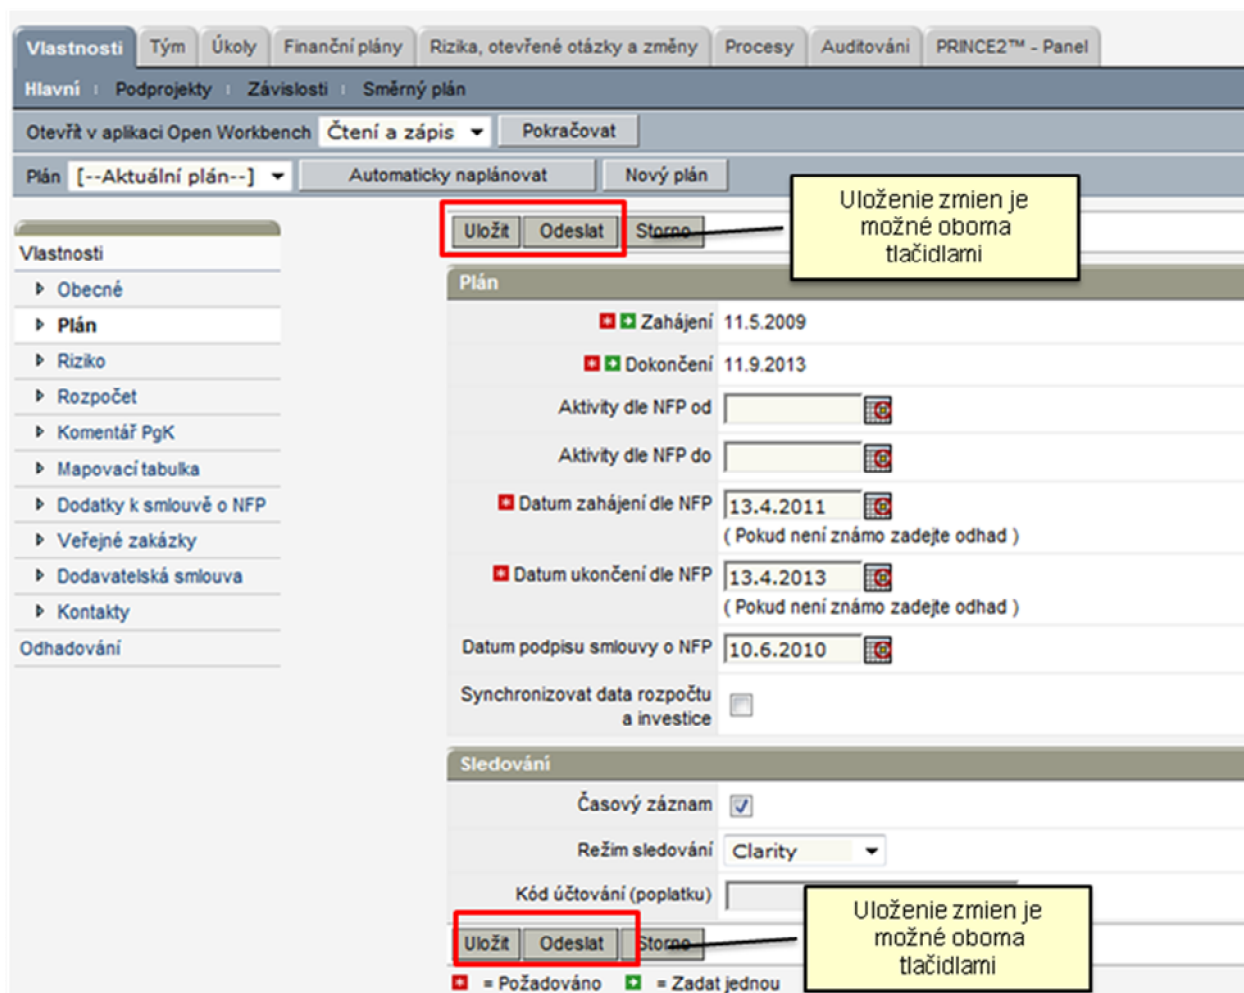 Vlastnosti Tým Úkoly Finanční plány Rizika, otevřené otázky a změny Procesy Auditování PRINCE2™ - Panel
Hlavní Podprojekty Závislosti Směrný plán
Otevřít v aplikaci Open Workbench Čtení a zápis Pokračovat
Plán [--Aktuální plán--] Automaticky naplánovat Nový plán
Uložit Odeslat Storno
Uloženie zmien je
možné oboma
tlačidlami
Vlastnosti
Obecné
Plán
Riziko
Rozpočet
Komentář PgK
Mapovací tabulka
Dodatky k smlouvě o NFP
Veřejné zakázky
Dodavatelská smlouva
Kontakty
Odhadování
Plán
Zahájení 11.5.2009
Dokončení 11.9.2013
Aktivity dle NFP od
Aktivity dle NFP do
Datum zahájení dle NFP 13.4.2011
( Pokud není známo zadejte odhad )
Datum ukončení dle NFP 13.4.2013
( Pokud není známo zadejte odhad )
Datum podpisu smlouvy o NFP 10.6.2010
Synchronizovat data rozpočtu
a investice
Sledování
Časový záznam
Režim sledování Clarity
Kód účtování (poplatku)
Uložit Odeslat Storno
Uloženie zmien je
možné oboma
tlačidlami
= Požadováno = Zadat jednou